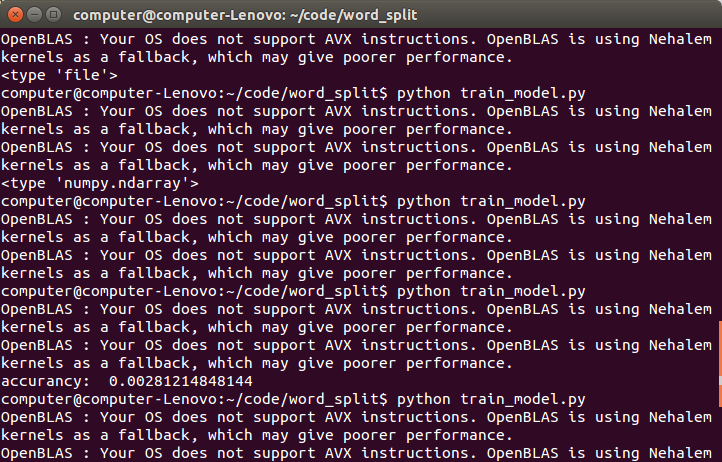 computer@computer-Lenovo: ~/code/word_split
OpenBLAS : Your OS does not support AVX instructions. OpenBLAS is using Nehalem
kernels as a fallback, which may give poorer performance.
<type 'file'>
computer@computer-Lenovo:~/code/word_split$ python train_model.py
OpenBLAS : Your OS does not support AVX instructions. OpenBLAS is using Nehalem
kernels as a fallback, which may give poorer performance.
OpenBLAS : Your OS does not support AVX instructions. OpenBLAS is using Nehalem
kernels as a fallback, which may give poorer performance.
<type 'numpy.ndarray'>
computer@computer-Lenovo:~/code/word_split$ python train_model.py
OpenBLAS : Your OS does not support AVX instructions. OpenBLAS is using Nehalem
kernels as a fallback, which may give poorer performance.
OpenBLAS : Your OS does not support AVX instructions. OpenBLAS is using Nehalem
kernels as a fallback, which may give poorer performance.
computer@computer-Lenovo:~/code/word_split$ python train_model.py
OpenBLAS : Your OS does not support AVX instructions. OpenBLAS is using Nehalem
kernels as a fallback, which may give poorer performance.
OpenBLAS : Your OS does not support AVX instructions. OpenBLAS is using Nehalem
kernels as a fallback, which may give poorer performance.
accurancy:  0.00281214848144
computer@computer-Lenovo:~/code/word_split$ python train_model.py
OpenBLAS : Your OS does not support AVX instructions. OpenBLAS is using Nehalem
kernels as a fallback, which may give poorer performance.
OpenBLAS : Your OS does not support AVX instructions. OpenBLAS is using Nehalem